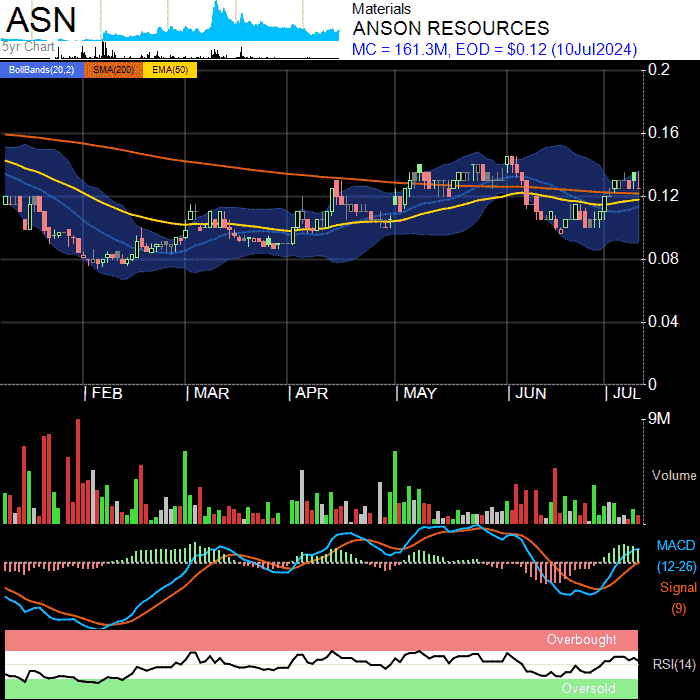 ASN
5yr Chart
Materials
ANSON RESOURCES
MC = 161.3M, EOD = $0.12 (10Jul2024)
BollBands(20,2) SMA(200) EMA(50)
0.2
0.16
0.12
0.08
0.04
0
FEB MAR APR MAY JUN JUL
9M
Volume
MACD
(12-26)
Signal
(9)
Overbought
RSI(14)
Oversold